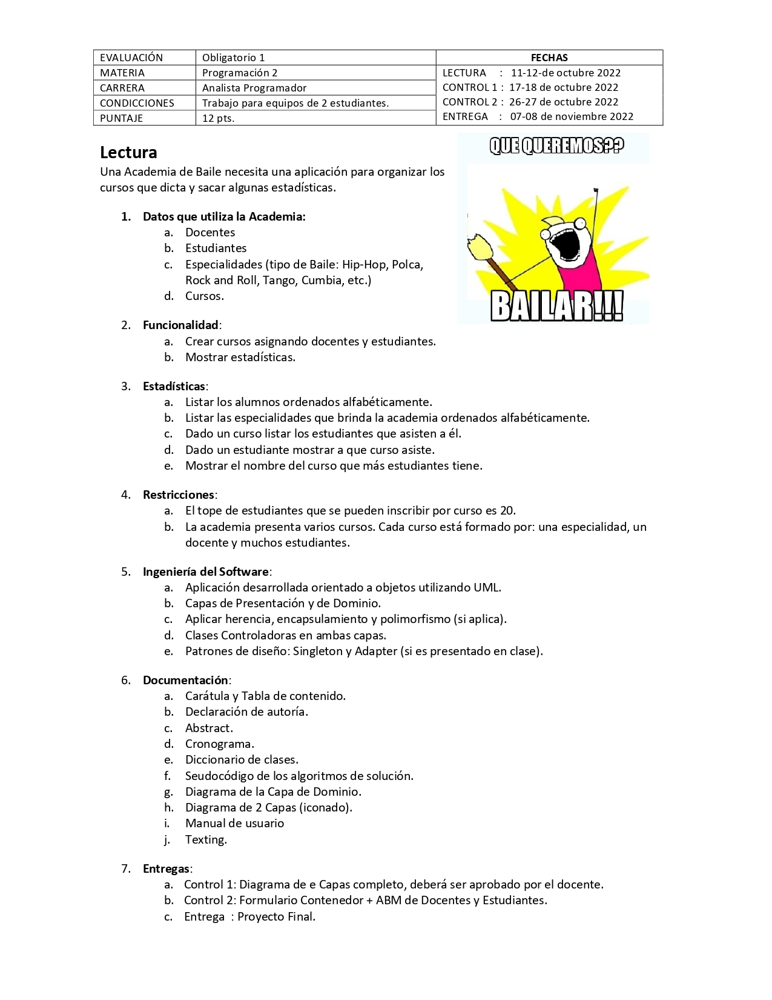 EVALUACIÓN Obligatorio 1 FECHAS
MATERIA Programación 2 LECTURA : 11-12-de octubre 2022
CARRERA Analista Programador CONTROL 1 : 17-18 de octubre 2022
CONDICCIONES Trabajo para equipos de 2 estudiantes. CONTROL 2 : 26-27 de octubre 2022
PUNTAJE 12 pts. ENTREGA : 07-08 de noviembre 2022
QUE QUEREMOS??
BAILAR!!!
Lectura
Una Academia de Baile necesita una aplicación para organizar los
cursos que dicta y sacar algunas estadísticas.
1. Datos que utiliza la Academia:
a. Docentes
b. Estudiantes
c. Especialidades (tipo de Baile: Hip-Hop, Polca,
Rock and Roll, Tango, Cumbia, etc.)
d. Cursos.
2. Funcionalidad:
a. Crear cursos asignando docentes y estudiantes.
b. Mostrar estadísticas.
3. Estadísticas:
a. Listar los alumnos ordenados alfabéticamente.
b. Listar las especialidades que brinda la academia ordenados alfabéticamente.
c. Dado un curso listar los estudiantes que asisten a él.
d. Dado un estudiante mostrar a que curso asiste.
e. Mostrar el nombre del curso que más estudiantes tiene.
4. Restricciones:
a. El tope de estudiantes que se pueden inscribir por curso es 20.
b. La academia presenta varios cursos. Cada curso está formado por: una especialidad, un
docente y muchos estudiantes.
5. Ingeniería del Software:
a. Aplicación desarrollada orientado a objetos utilizando UML.
b. Capas de Presentación y de Dominio.
c. Aplicar herencia, encapsulamiento y polimorfismo (si aplica).
d. Clases Controladoras en ambas capas.
e. Patrones de diseño: Singleton y Adapter (si es presentado en clase).
6. Documentación:
a. Carátula y Tabla de contenido.
b. Declaración de autoría.
c. Abstract.
d. Cronograma.
e. Diccionario de clases.
f. Seudocódigo de los algoritmos de solución.
g. Diagrama de la Capa de Dominio.
h. Diagrama de 2 Capas (iconado).
i. Manual de usuario
j. Texting.
7. Entregas:
a. Control 1: Diagrama de e Capas completo, deberá ser aprobado por el docente.
b. Control 2: Formulario Contenedor + ABM de Docentes y Estudiantes.
c. Entrega : Proyecto Final.